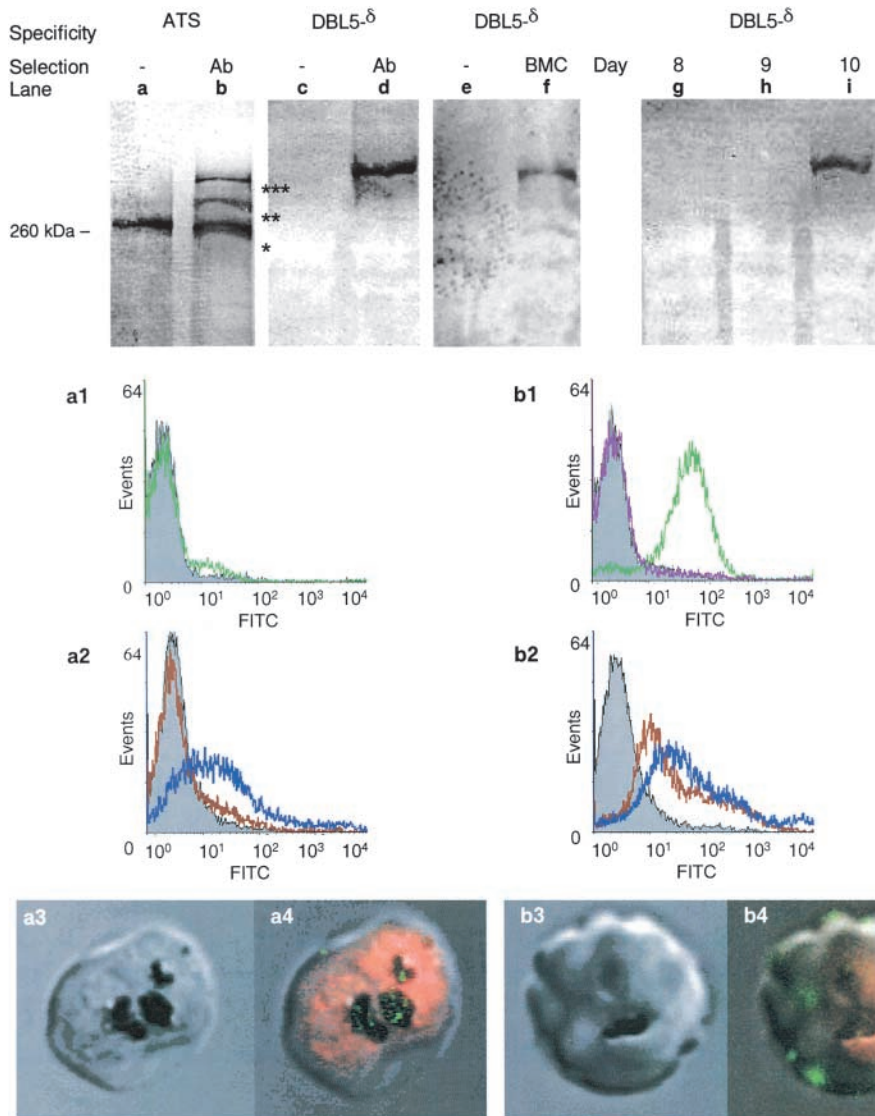 Specificity ATS DBL5-δ DBL5-δ DBL5-δ
Selection - Ab - Ab - BMC Day 8 9 10
Lane a b c d e f g h i
***
**
260 kDa –
*
a1 64 b1 64
Events Events
0 0
10⁰ 10¹ 10² 10³ 10⁴ 10⁰ 10¹ 10² 10³ 10⁴
FITC FITC
a2 64 b2 64
Events Events
0 0
10⁰ 10¹ 10² 10³ 10⁴ 10⁰ 10¹ 10² 10³ 10⁴
FITC FITC
a3 a4 b3 b4